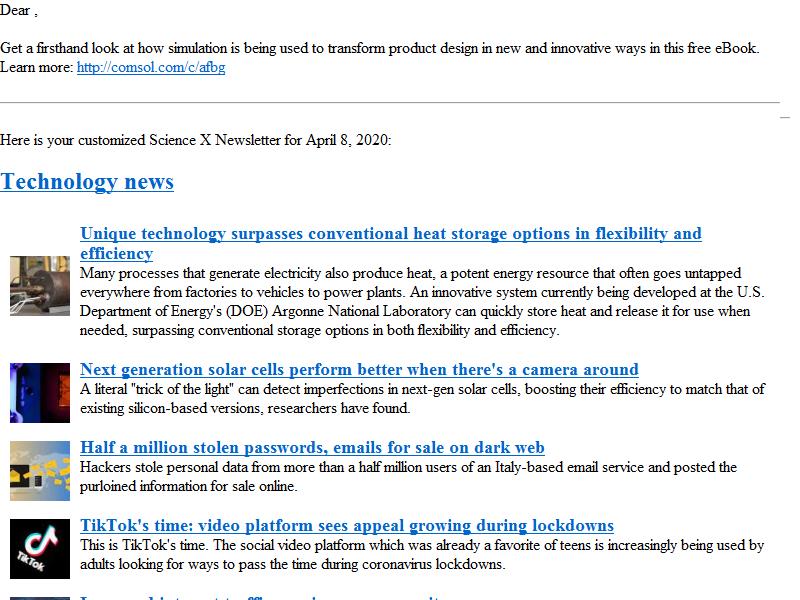 Dear ,
Get a firsthand look at how simulation is being used to transform product design in new and innovative ways in this free eBook.
Learn more: http://comsol.com/c/afbg
Here is your customized Science X Newsletter for April 8, 2020:
Technology news
Unique technology surpasses conventional heat storage options in flexibility and
efficiency
Many processes that generate electricity also produce heat, a potent energy resource that often goes untapped
everywhere from factories to vehicles to power plants. An innovative system currently being developed at the U.S.
Department of Energy's (DOE) Argonne National Laboratory can quickly store heat and release it for use when
needed, surpassing conventional storage options in both flexibility and efficiency.
Next generation solar cells perform better when there's a camera around
A literal "trick of the light" can detect imperfections in next-gen solar cells, boosting their efficiency to match that of
existing silicon-based versions, researchers have found.
Half a million stolen passwords, emails for sale on dark web
Hackers stole personal data from more than a half million users of an Italy-based email service and posted the
purloined information for sale online.
TikTok's time: video platform sees appeal growing during lockdowns
This is TikTok's time. The social video platform which was already a favorite of teens is increasingly being used by
adults looking for ways to pass the time during coronavirus lockdowns.
TikTok